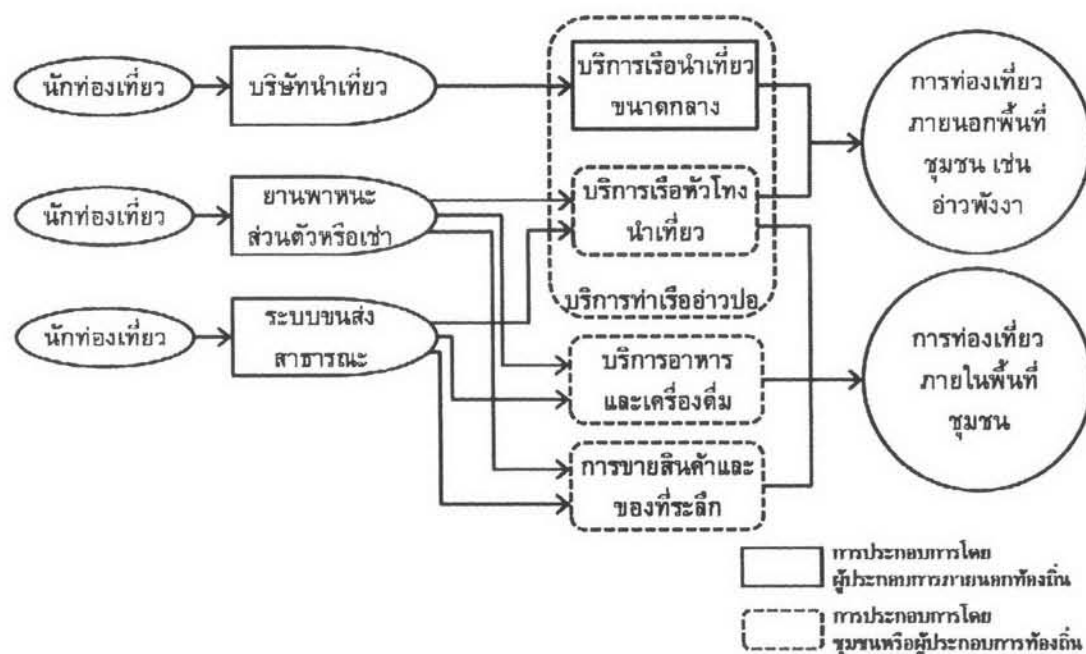 นักท่องเที่ยว
บริษัทนำเที่ยว
บริการเรือนำเที่ยว
ขนาดกลาง
การท่องเที่ยว
ภายนอกพื้นที่
ชุมชน เช่น
อ่าวพังงา
นักท่องเที่ยว
ยานพาหนะ
ส่วนตัวหรือเช่า
บริการเรือหัวโทง
นำเที่ยว
บริการท่าเรืออ่าวปอ
นักท่องเที่ยว
ระบบขนส่ง
สาธารณะ
บริการอาหาร
และเครื่องดื่ม
การท่องเที่ยว
ภายในพื้นที่
ชุมชน
การขายสินค้าและ
ของที่ระลึก
การประกอบการโดย
ผู้ประกอบการภายนอกท้องถิ่น
การประกอบการโดย
ชุมชนหรือผู้ประกอบการท้องถิ่น